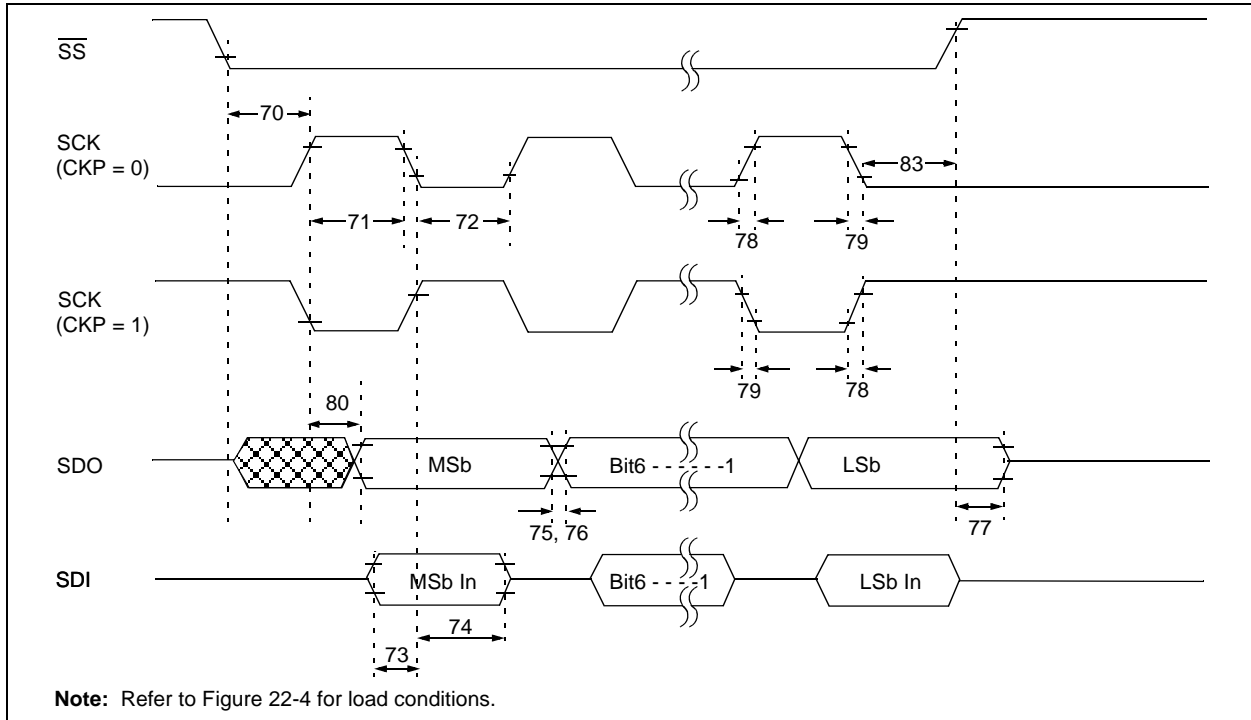 SS
70
SCK
(CKP = 0)
83
71
72
78
79
SCK
(CKP = 1)
79
78
80
SDO
MSb
Bit6 - - - - - -1
LSb
75, 76
77
SDI
MSb In
Bit6 - - - -1
LSb In
74
73
Note: Refer to Figure 22-4 for load conditions.